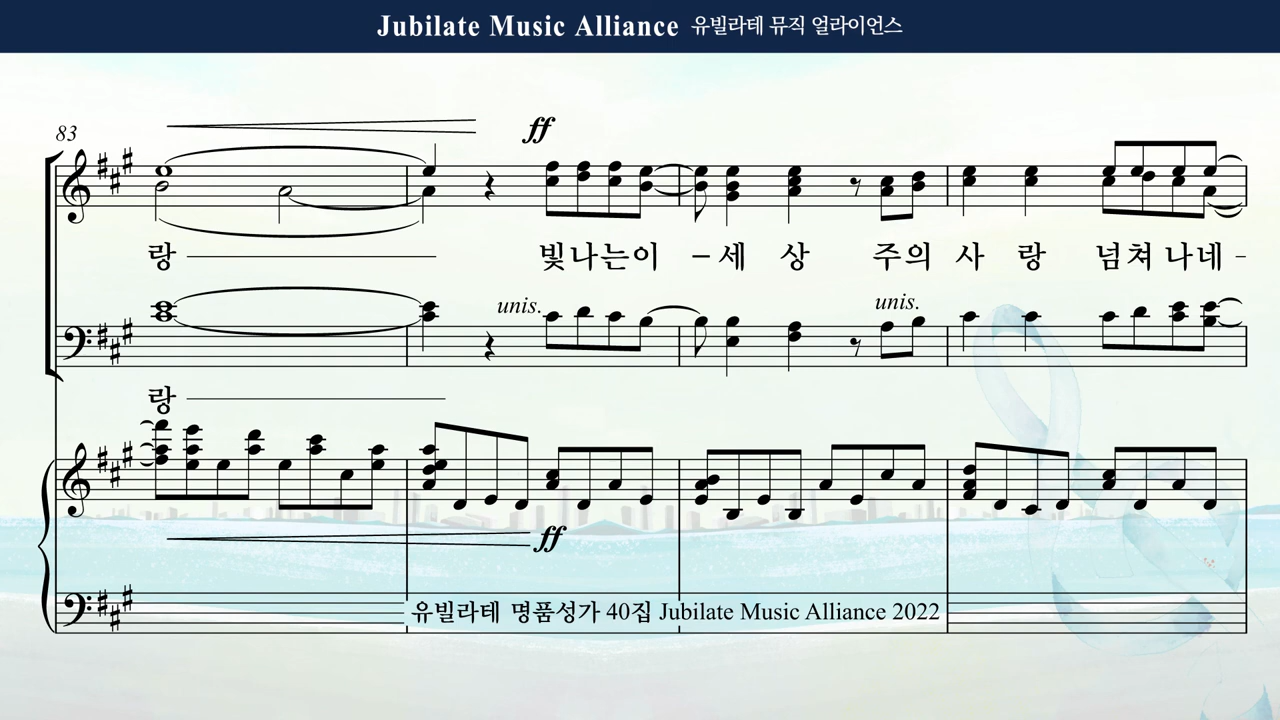 Jubilate Music Alliance 유빌라테 뮤직 얼라이언스
83
ff
랑 빛나는이 - 세 상 주의 사 랑 넘쳐 나네 -
unis. unis.
랑
ff
유빌라테 명품성가 40집 Jubilate Music Alliance 2022